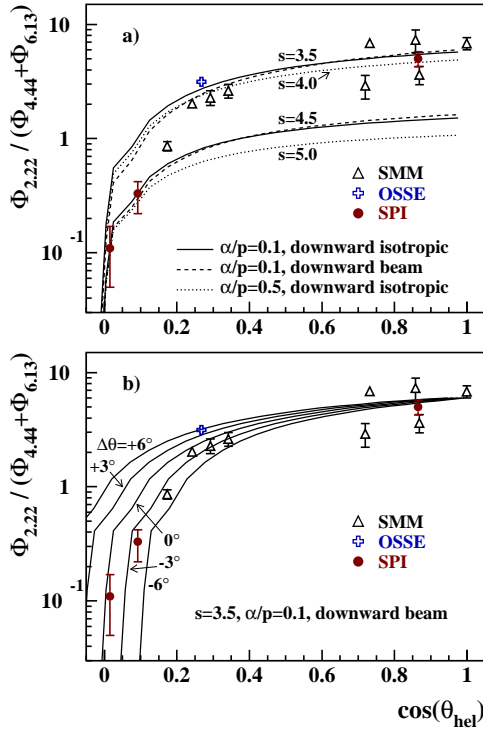 Φ2.22 / (Φ4.44+Φ6.13)
a)
10
1
10-1
s=3.5
s=4.0
s=4.5
s=5.0
SMM
OSSE
SPI
α/p=0.1, downward isotropic
α/p=0.1, downward beam
α/p=0.5, downward isotropic
0 0.2 0.4 0.6 0.8 1
Φ2.22 / (Φ4.44+Φ6.13)
b)
10
1
10-1
Δθ=+6°
+3°
0°
-3°
-6°
SMM
OSSE
SPI
s=3.5, α/p=0.1, downward beam
0 0.2 0.4 0.6 0.8 1
cos(θhel)